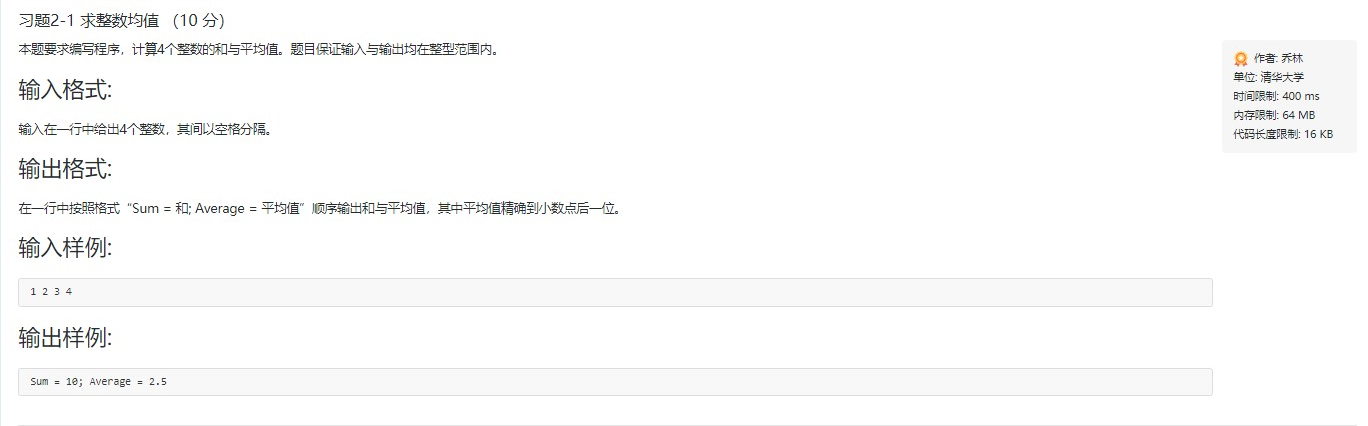 习题2-1 求整数均值 （10 分）
本题要求编写程序，计算4个整数的和与平均值。题目保证输入与输出均在整型范围内。
作者: 乔林
单位: 清华大学
时间限制: 400 ms
内存限制: 64 MB
代码长度限制: 16 KB
输入格式:
输入在一行中给出4个整数，其间以空格分隔。
输出格式:
在一行中按照格式“Sum = 和; Average = 平均值”顺序输出和与平均值，其中平均值精确到小数点后一位。
输入样例:
1 2 3 4
输出样例:
Sum = 10; Average = 2.5